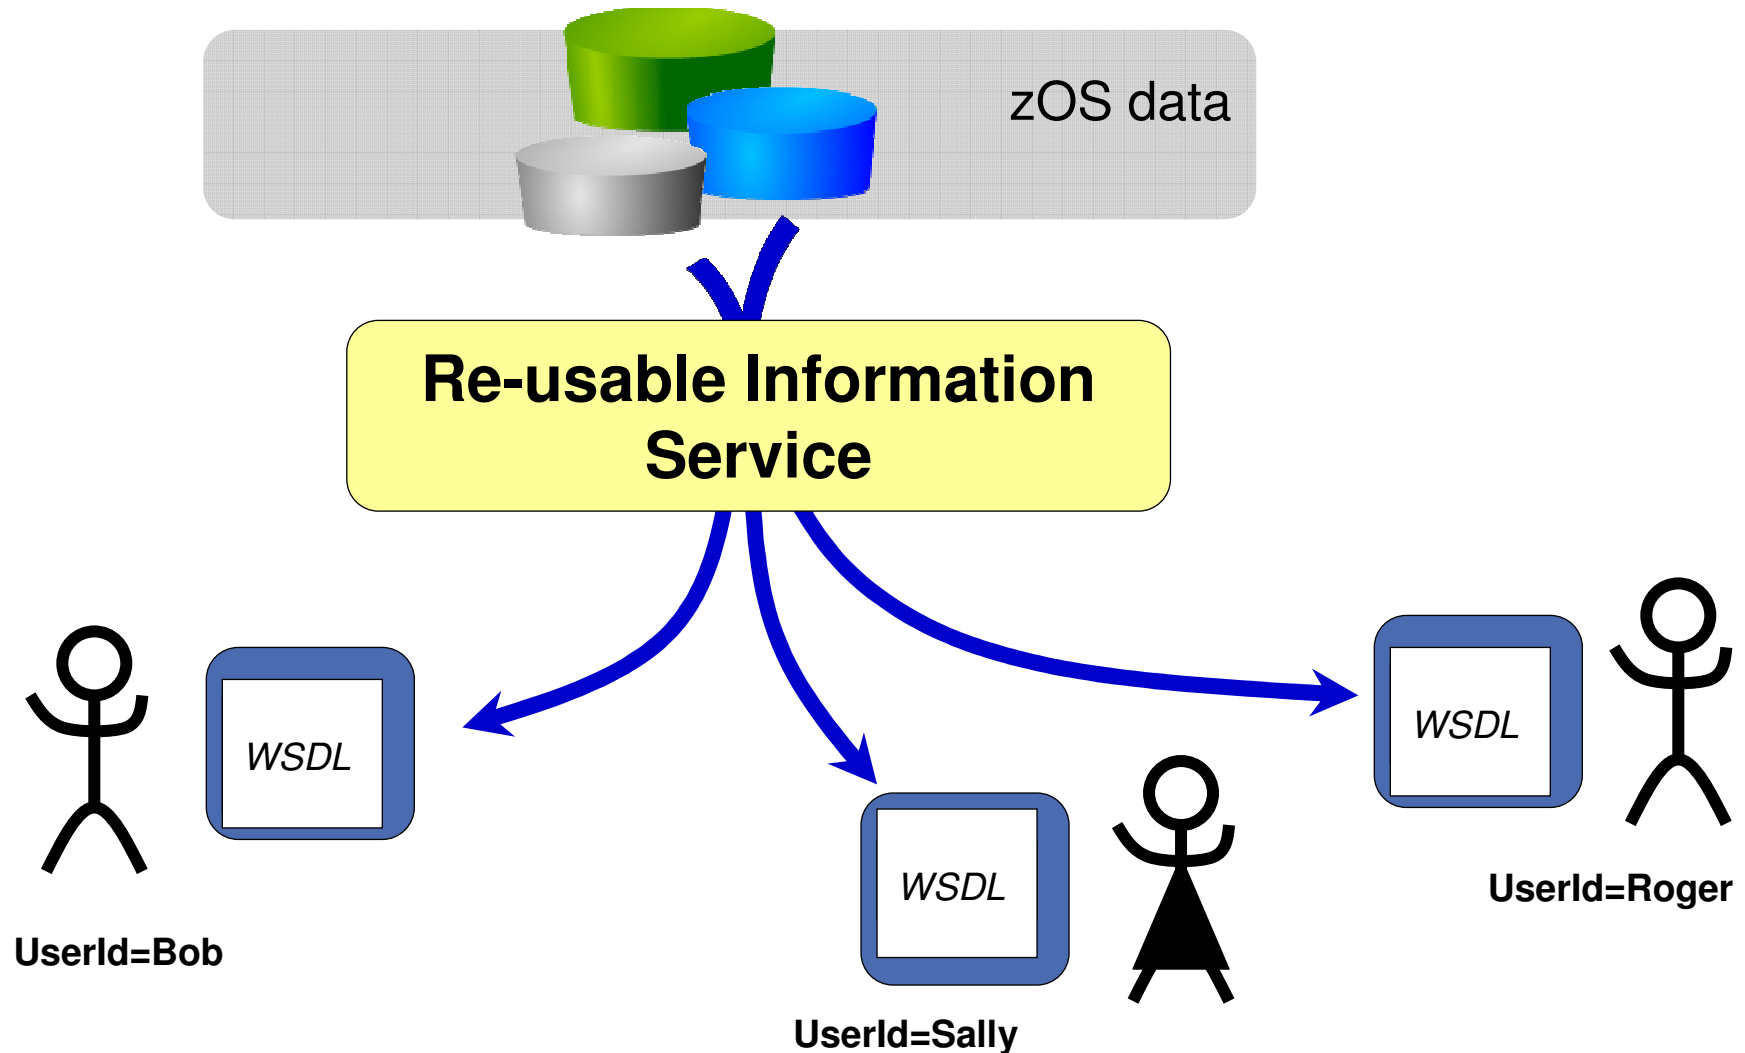 zOS data
Re-usable Information
Service
WSDL
UserId=Bob
WSDL
UserId=Sally
WSDL
UserId=Roger